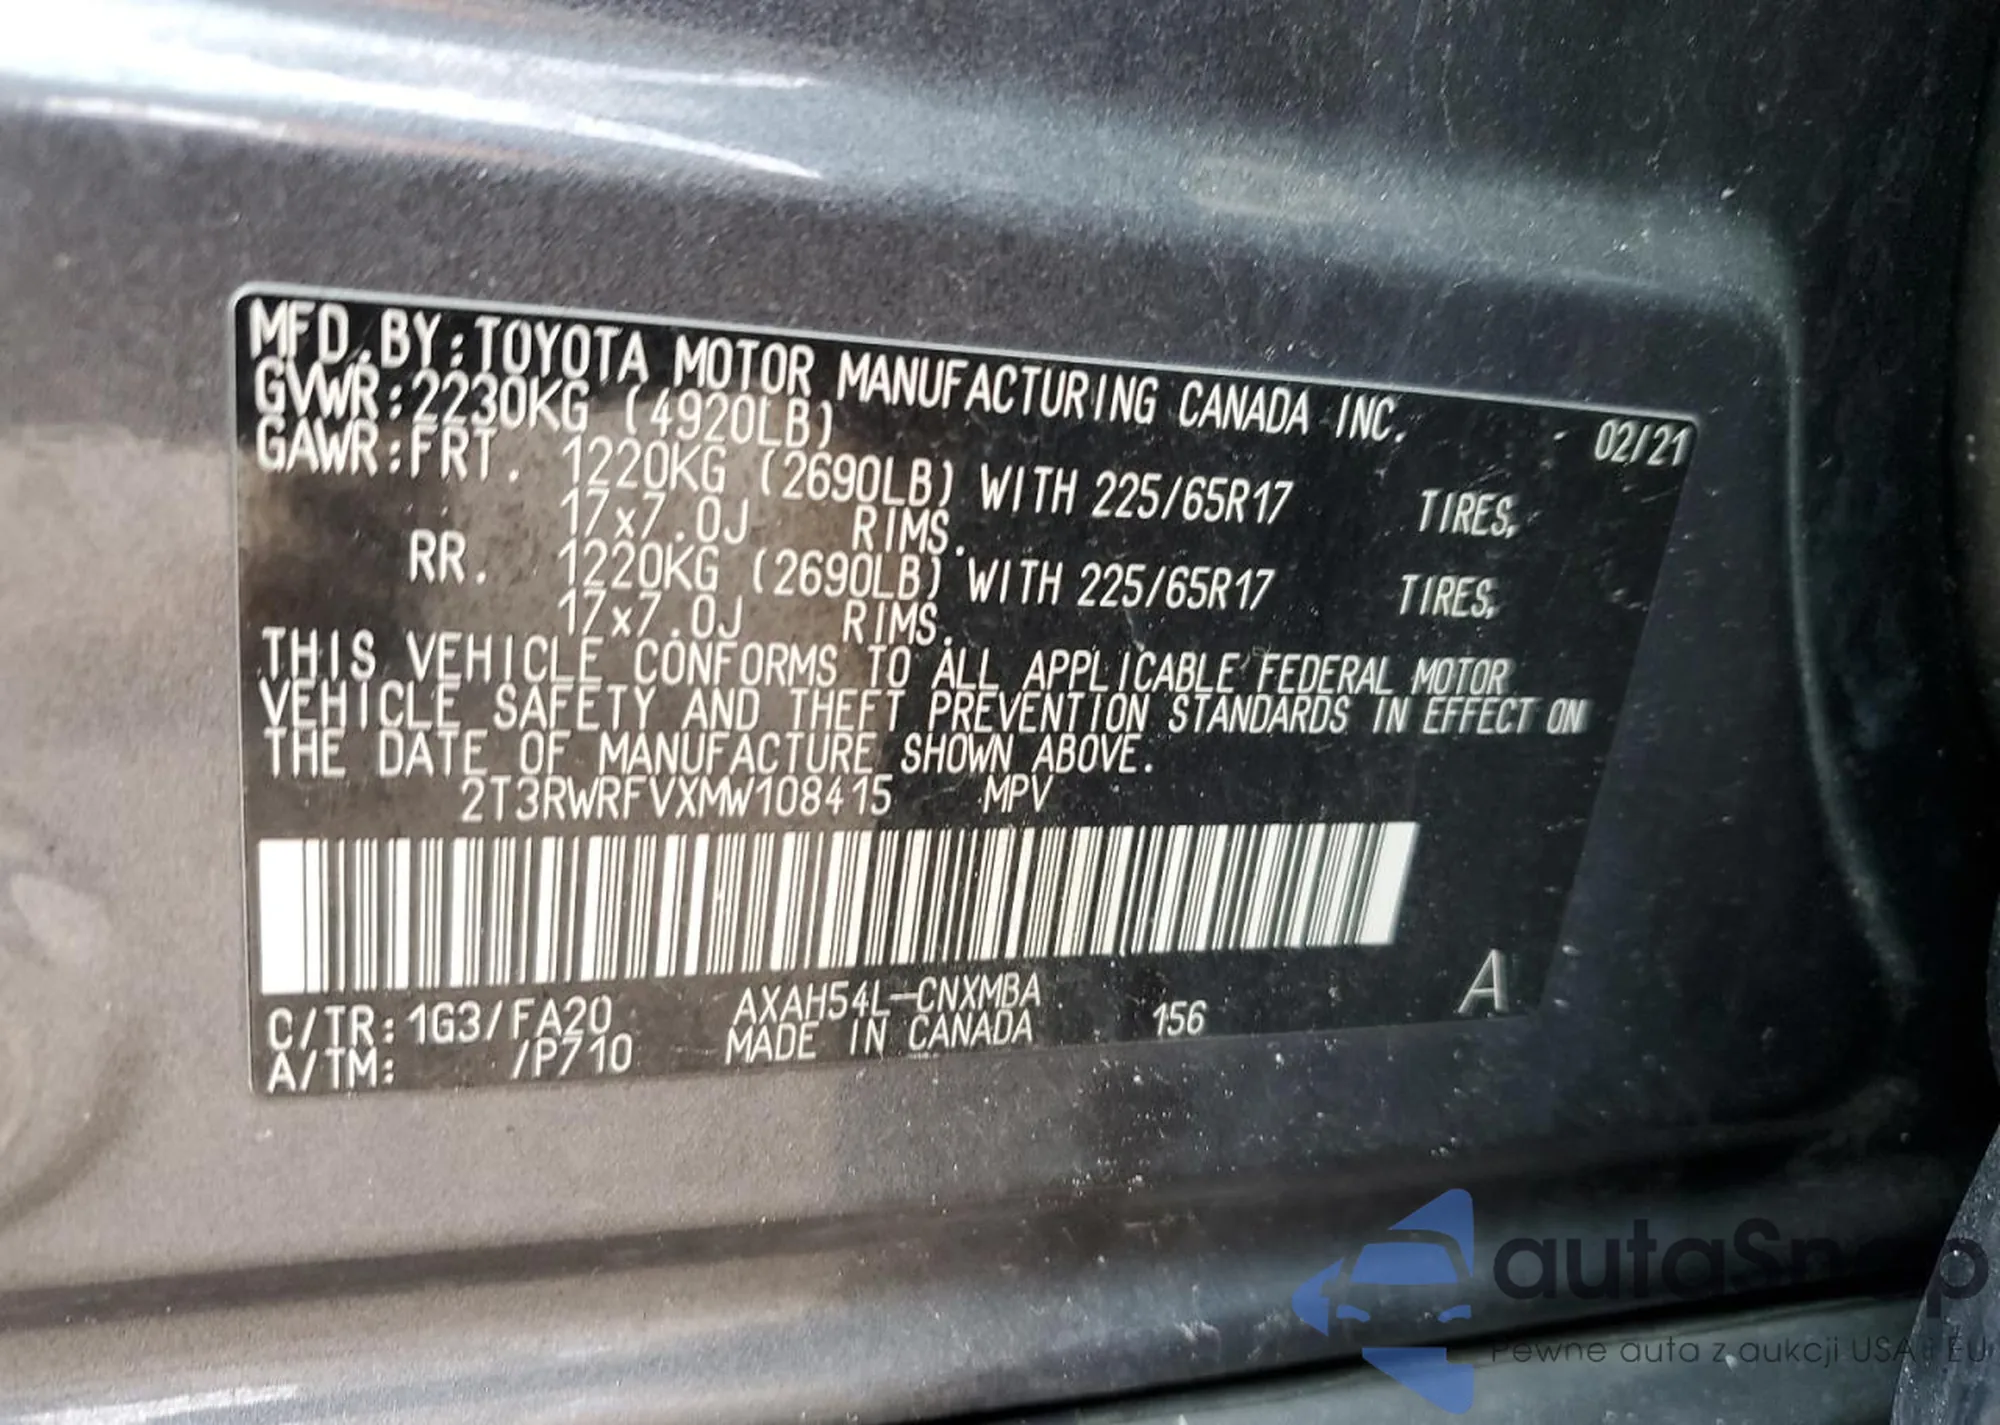 MFD.BY:TOYOTA MOTOR MANUFACTURING CANADA INC. 02/21
GVWR:2230KG (4920LB)
GAWR:FRT. 1220KG (2690LB) WITH 225/65R17 TIRES,
17x7.0J RIMS.
RR. 1220KG (2690LB) WITH 225/65R17 TIRES,
17x7.0J RIMS.
THIS VEHICLE CONFORMS TO ALL APPLICABLE FEDERAL MOTOR
VEHICLE SAFETY AND THEFT PREVENTION STANDARDS IN EFFECT ON
THE DATE OF MANUFACTURE SHOWN ABOVE.
2T3RWRFVXMW108415 MPV
C/TR:1G3/FA20 AXAH54L-CNXMBA 156 A
A/TM: /P710 MADE IN CANADA
autaSnap
Pewne auta z aukcji USA i EU